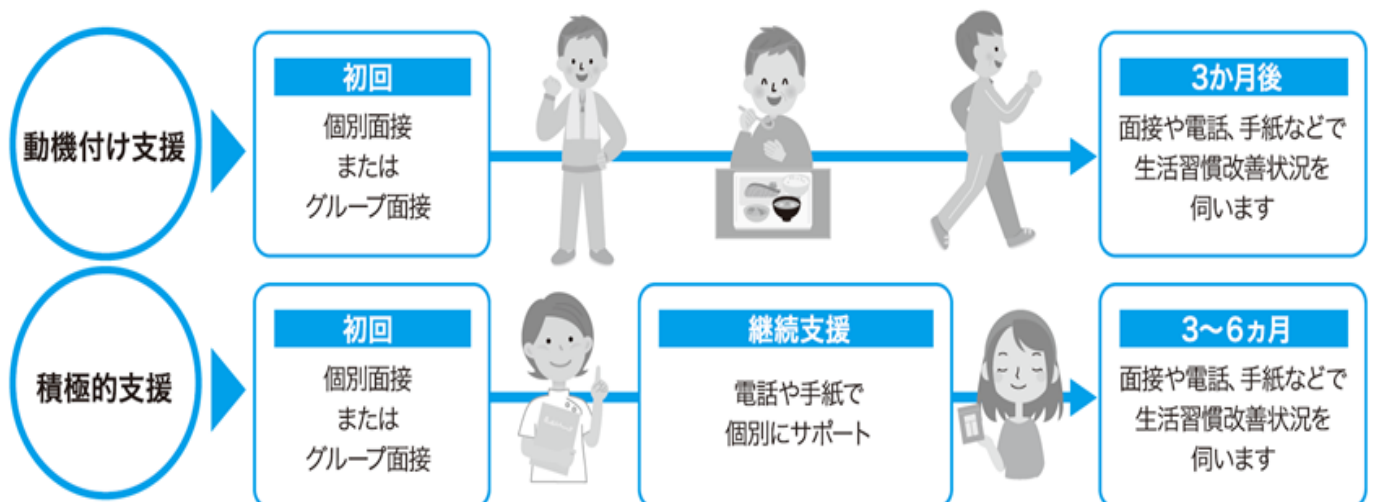 動機付け支援
初回
個別面接
または
グループ面接
3か月後
面接や電話、手紙などで
生活習慣改善状況を
伺います
積極的支援
初回
個別面接
または
グループ面接
継続支援
電話や手紙で
個別にサポート
3〜6ヵ月
面接や電話、手紙などで
生活習慣改善状況を
伺います